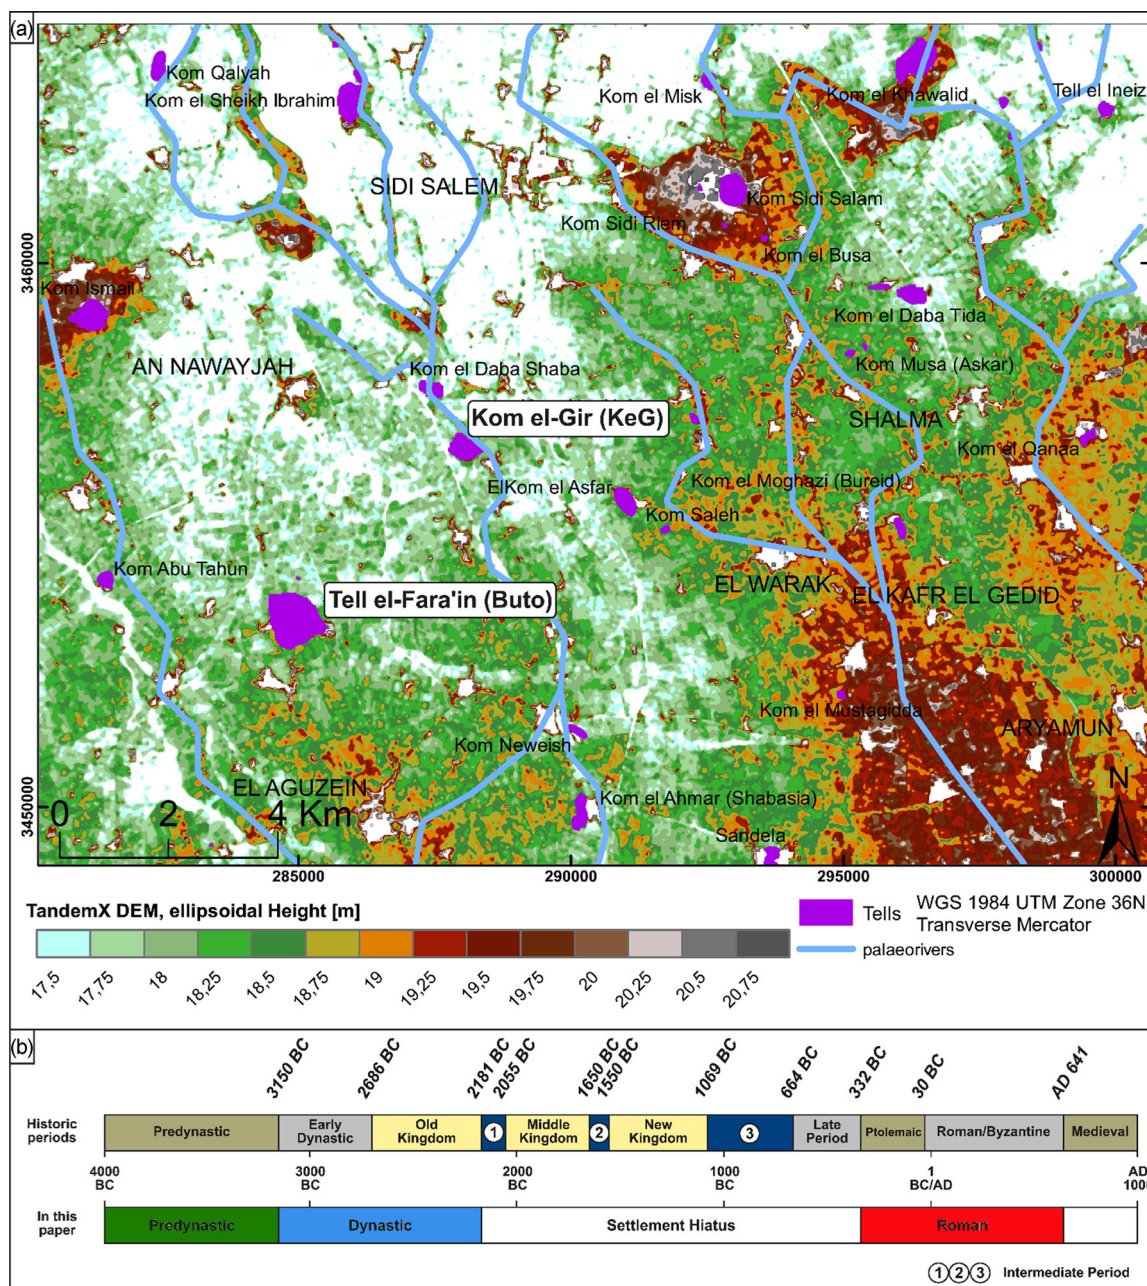 (a)
Kom Qalyah
Kom el Sheikh Ibrahim
Kom el Misk
Kom el Khawalid
Tell el Ineiz
SIDI SALEM
Kom Sidi Salam
Kom Sidi Riem
Kom el Busa
3460000
Kom Ismail
Kom el Daba Tida
AN NAWAYJAH
Kom el Daba Shaba
Kom Musa (Askar)
Kom el-Gir (KeG)
SHALMA
Kom el Qanaa
ElKom el Asfar
Kom el Moghazi (Bureid)
Kom Saleh
Kom Abu Tahun
EL WARAK
EL KAFR EL GEDID
Tell el-Fara'in (Buto)
Kom el Mustagidda
ARYAMUN
Kom Neweish
N
EL AGUZEIN
Kom el Ahmar (Shabasia)
3450000
0 2 4 Km
Sandela
285000 290000 295000 300000
TandemX DEM, ellipsoidal Height [m]
17,5 17,75 18 18,25 18,5 18,75 19 19,25 19,5 19,75 20 20,25 20,5 20,75
Tells
palaeorivers
WGS 1984 UTM Zone 36N
Transverse Mercator
(b)
3150 BC 2686 BC 2181 BC 2055 BC 1650 BC 1550 BC 1069 BC 664 BC 332 BC 30 BC AD 641
Historic
periods
Predynastic
Early
Dynastic
Old
Kingdom
1
Middle
Kingdom
2
New
Kingdom
3
Late
Period
Ptolemaic
Roman/Byzantine
Medieval
4000
BC
3000
BC
2000
BC
1000
BC
1
BC/AD
AD
1000
In this
paper
Predynastic
Dynastic
Settlement Hiatus
Roman
1 2 3 Intermediate Period